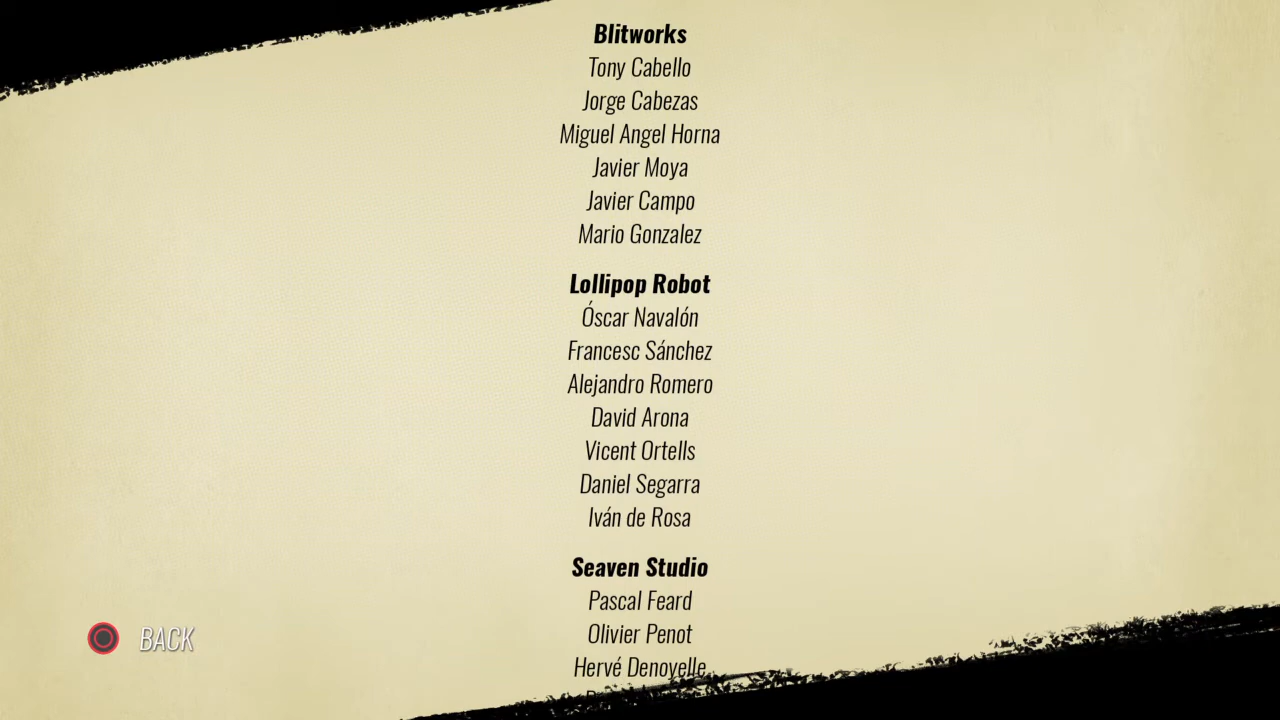 Blitworks
Tony Cabello
Jorge Cabezas
Miguel Angel Horna
Javier Moya
Javier Campo
Mario Gonzalez
Lollipop Robot
Óscar Navalón
Francesc Sánchez
Alejandro Romero
David Arona
Vicent Ortells
Daniel Segarra
Iván de Rosa
Seaven Studio
Pascal Feard
Olivier Penot
Hervé Denoyelle
BACK